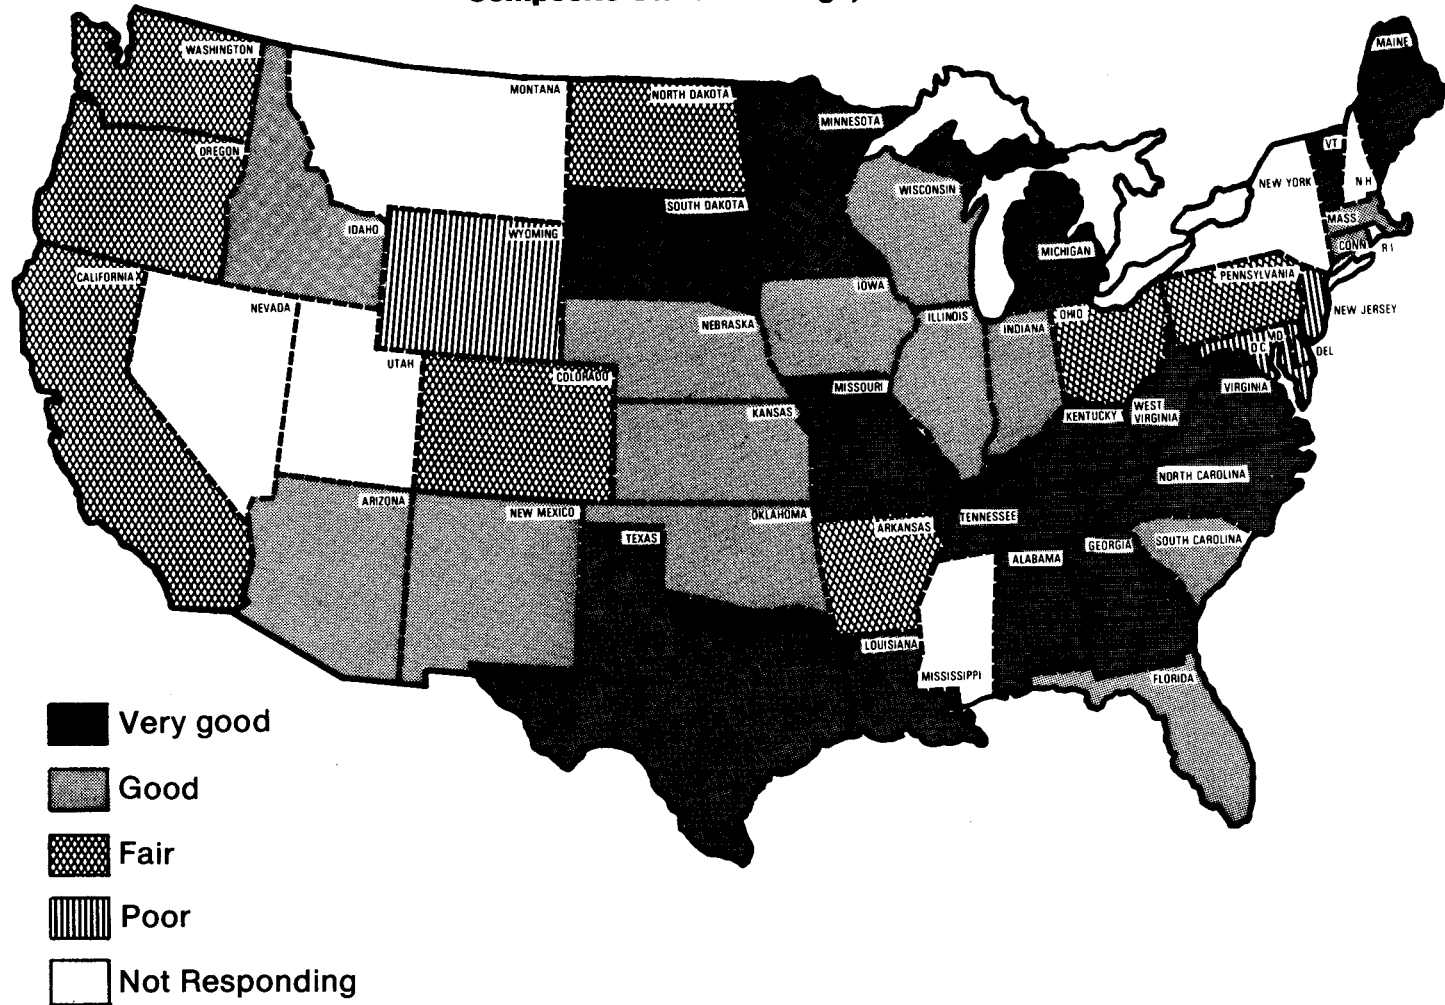 WASHINGTON
MAINE
MONTANA
NORTH DAKOTA
MINNESOTA
VT
OREGON
NEW YORK
N H
WISCONSIN
SOUTH DAKOTA
MASS
IDAHO
WYOMING
CONN
R I
MICHIGAN
CALIFORNIA
PENNSYLVANIA
IOWA
NEVADA
NEBRASKA
ILLINOIS
INDIANA
OHIO
NEW JERSEY
MD
D C
DEL
UTAH
COLORADO
MISSOURI
VIRGINIA
KANSAS
KENTUCKY
WEST
VIRGINIA
NORTH CAROLINA
ARIZONA
NEW MEXICO
OKLAHOMA
TENNESSEE
ARKANSAS
TEXAS
GEORGIA
SOUTH CAROLINA
ALABAMA
LOUISIANA
MISSISSIPPI
FLORIDA
Very good
Good
Fair
Poor
Not Responding